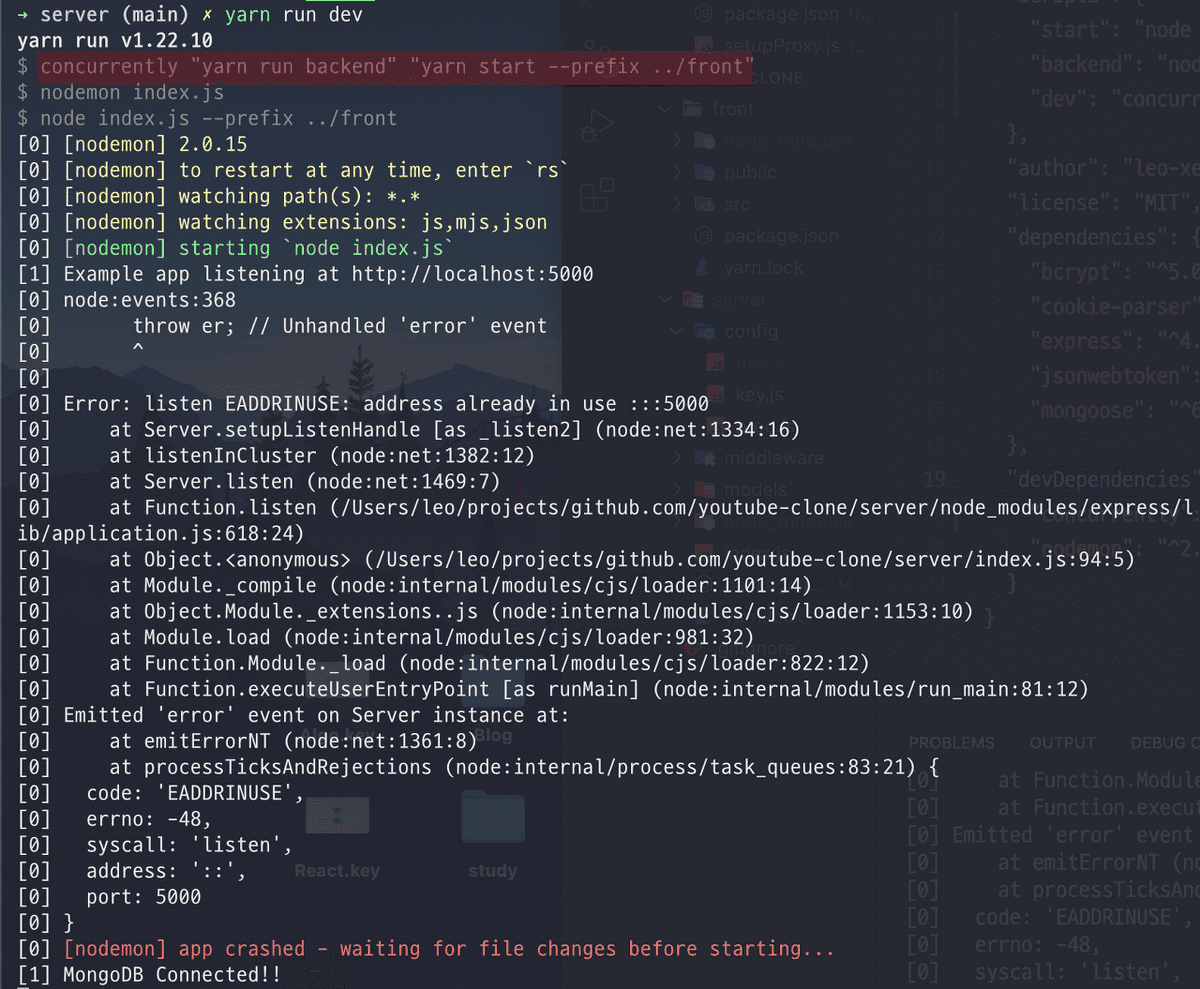 → server (main) ✗ yarn run dev
yarn run v1.22.10
$ concurrently "yarn run backend" "yarn start --prefix ../front"
$ nodemon index.js
$ node index.js --prefix ../front
[0] [nodemon] 2.0.15
[0] [nodemon] to restart at any time, enter `rs`
[0] [nodemon] watching path(s): *.*
[0] [nodemon] watching extensions: js,mjs,json
[0] [nodemon] starting `node index.js`
[1] Example app listening at http://localhost:5000
[0] node:events:368
[0]       throw er; // Unhandled 'error' event
[0]       ^
[0]
[0] Error: listen EADDRINUSE: address already in use :::5000
[0]     at Server.setupListenHandle [as _listen2] (node:net:1334:16)
[0]     at listenInCluster (node:net:1382:12)
[0]     at Server.listen (node:net:1469:7)
[0]     at Function.listen (/Users/leo/projects/github.com/youtube-clone/server/node_modules/express/l
ib/application.js:618:24)
[0]     at Object.<anonymous> (/Users/leo/projects/github.com/youtube-clone/server/index.js:94:5)
[0]     at Module._compile (node:internal/modules/cjs/loader:1101:14)
[0]     at Object.Module._extensions..js (node:internal/modules/cjs/loader:1153:10)
[0]     at Module.load (node:internal/modules/cjs/loader:981:32)
[0]     at Function.Module._load (node:internal/modules/cjs/loader:822:12)
[0]     at Function.executeUserEntryPoint [as runMain] (node:internal/modules/run_main:81:12)
[0] Emitted 'error' event on Server instance at:
[0]     at emitErrorNT (node:net:1361:8)
[0]     at processTicksAndRejections (node:internal/process/task_queues:83:21) {
[0]   code: 'EADDRINUSE',
[0]   errno: -48,
[0]   syscall: 'listen',
[0]   address: '::',
[0]   port: 5000
[0] }
[0] [nodemon] app crashed - waiting for file changes before starting...
[1] MongoDB Connected!!
package.json
setupProxy.js
CLONE
front
node_modules
public
src
package.json
yarn.lock
server
config
dev.js
key.js
middleware
models
node_modules
.gitignore
"start": "node
"backend": "nod
"dev": "concurr
},
"author": "leo-xe
"license": "MIT",
"dependencies": {
"bcrypt": "^5.0
"cookie-parser"
"express": "^4.
"jsonwebtoken":
"mongoose": "^6
},
19 "devDependencies"
"concurrently"
"nodemon": "^2.
}
}
Algo.key
Blog
React.key
study
PROBLEMS OUTPUT DEBUG C
[0]     at Function.Module
[0]     at Function.execut
[0] Emitted 'error' event
[0]     at emitErrorNT (no
[0]     at processTicksAn
[0]   code: 'EADDRINUSE',
[0]   errno: -48,
[0]   syscall: 'listen',